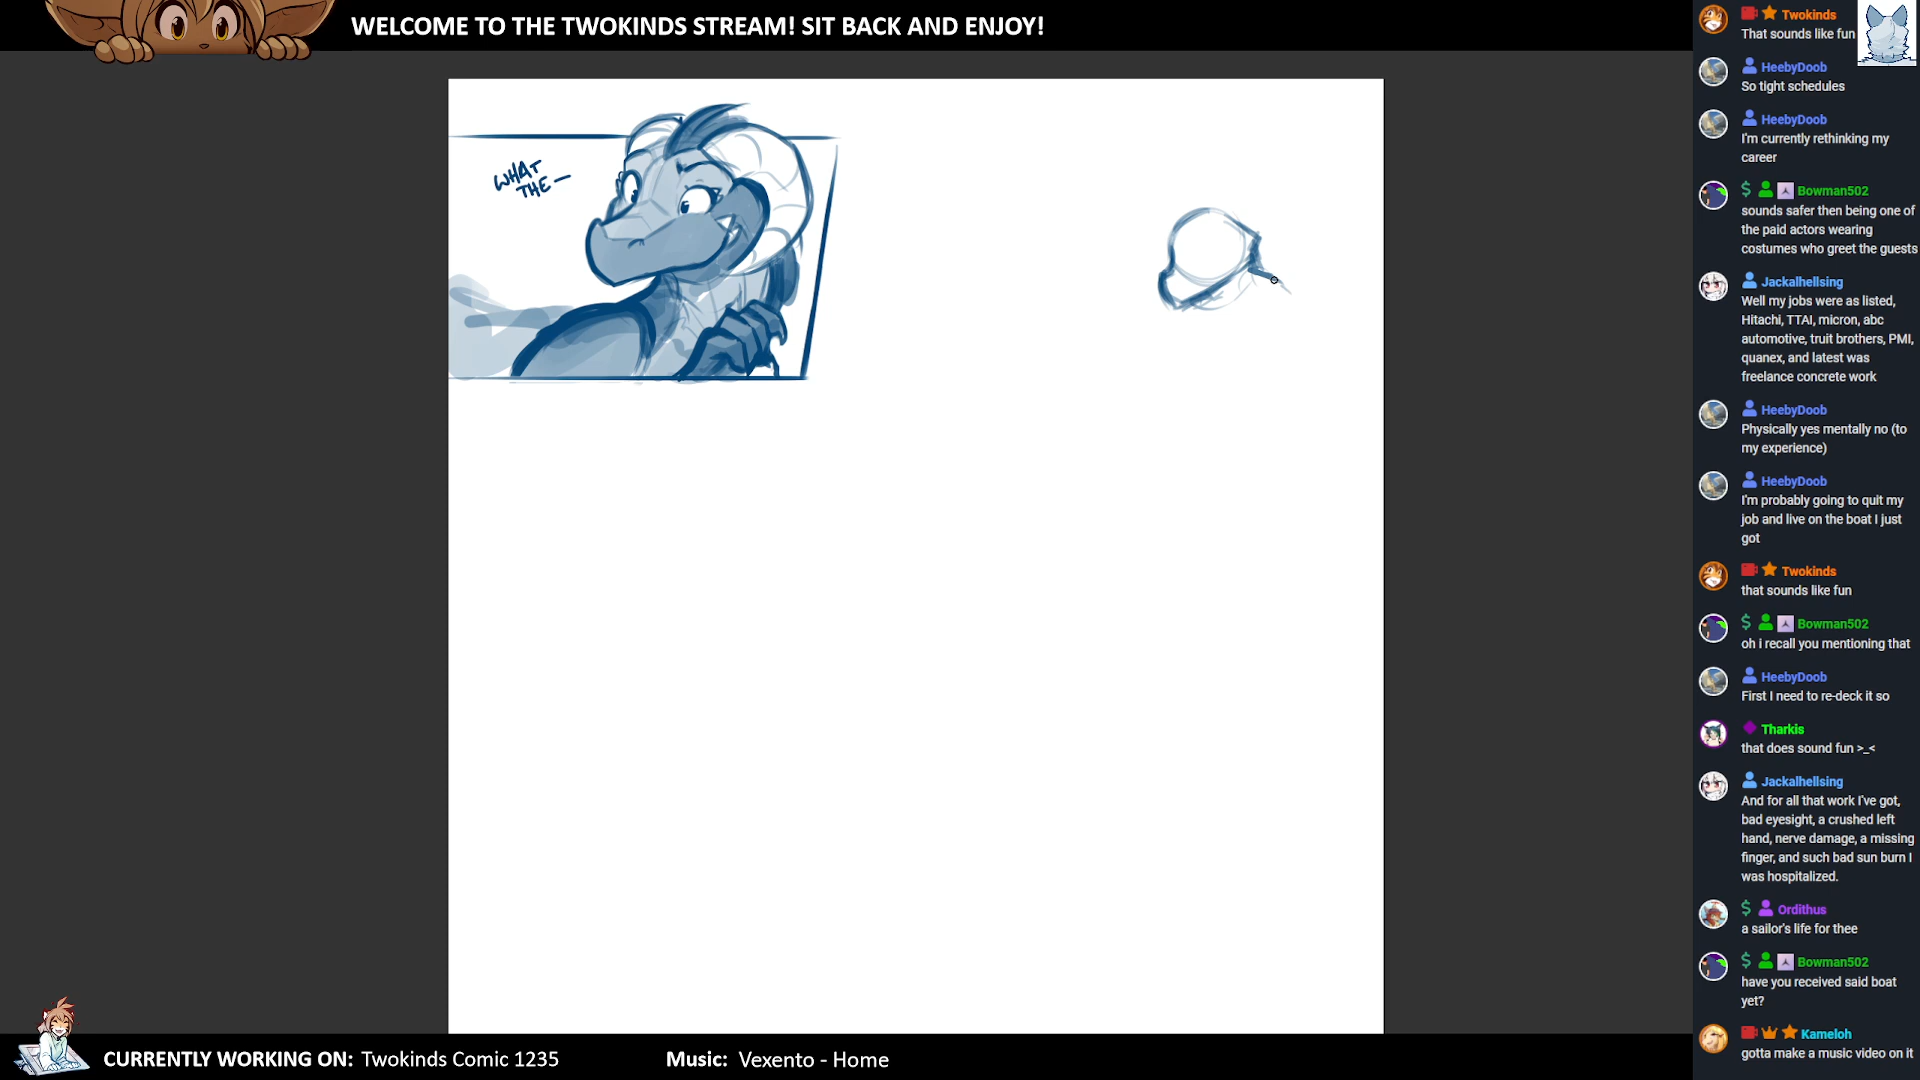 WELCOME TO THE TWOKINDS STREAM! SIT BACK AND ENJOY!
WHAT
THE—
CURRENTLY WORKING ON: Twokinds Comic 1235
Music: Vexento - Home
Twokinds
That sounds like fun
HeebyDoob
So tight schedules
HeebyDoob
I'm currently rethinking my
career
Bowman502
sounds safer then being one of
the paid actors wearing
costumes who greet the guests
Jackalhellsing
Well my jobs were as listed,
Hitachi, TTAI, micron, abc
automotive, truit brothers, PMI,
quanex, and latest was
freelance concrete work
HeebyDoob
Physically yes mentally no (to
my experience)
HeebyDoob
I'm probably going to quit my
job and live on the boat I just
got
Twokinds
that sounds like fun
Bowman502
oh i recall you mentioning that
HeebyDoob
First I need to re-deck it so
Tharkis
that does sound fun >_<
Jackalhellsing
And for all that work I've got,
bad eyesight, a crushed left
hand, nerve damage, a missing
finger, and such bad sun burn I
was hospitalized.
Ordithus
a sailor's life for thee
Bowman502
have you received said boat
yet?
Kameloh
gotta make a music video on it